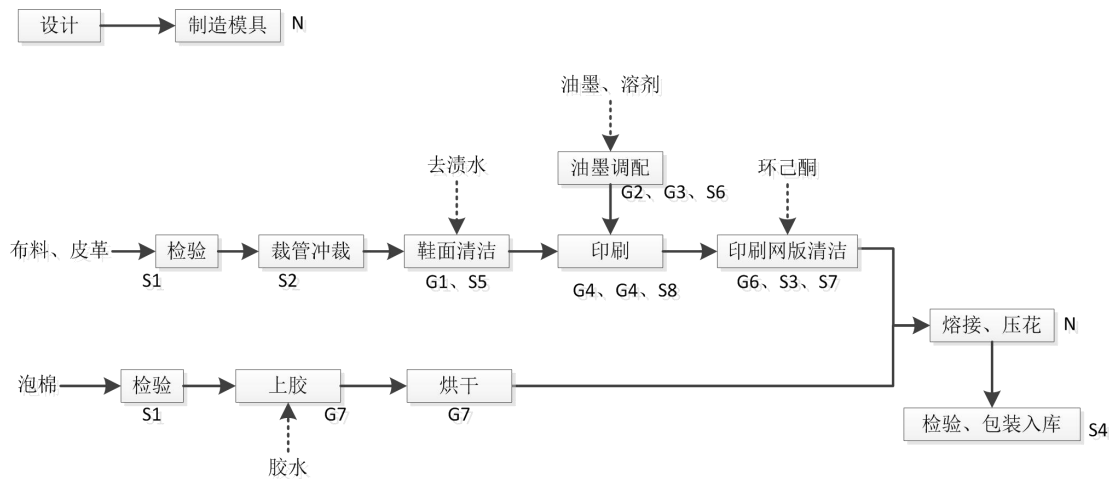 设计
制造模具
N
油墨、溶剂
去渍水
油墨调配
环己酮
G2、G3、S6
布料、皮革
检验
裁管冲裁
鞋面清洁
印刷
印刷网版清洁
S1
S2
G1、S5
G4、G4、S8
G6、S3、S7
熔接、压花
N
泡棉
检验
上胶
烘干
S1
G7
G7
检验、包装入库
S4
胶水